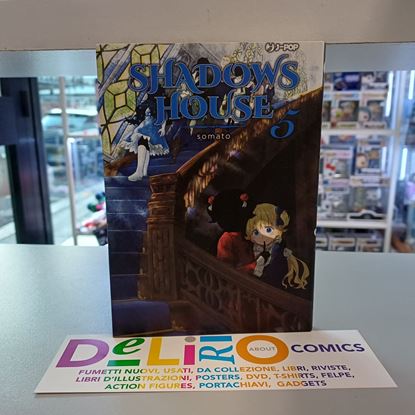 J-POP
SHADOWS
HOUSE 5
somato
DeLiRiO ABOUT COMICS
FUMETTI NUOVI, USATI, DA COLLEZIONE, LIBRI, RIVISTE,
LIBRI D'ILLUSTRAZIONI, POSTERS, DVD, T-SHIRTS, FELPE,
ACTION FIGURES, PORTACHIAVI, GADGETS